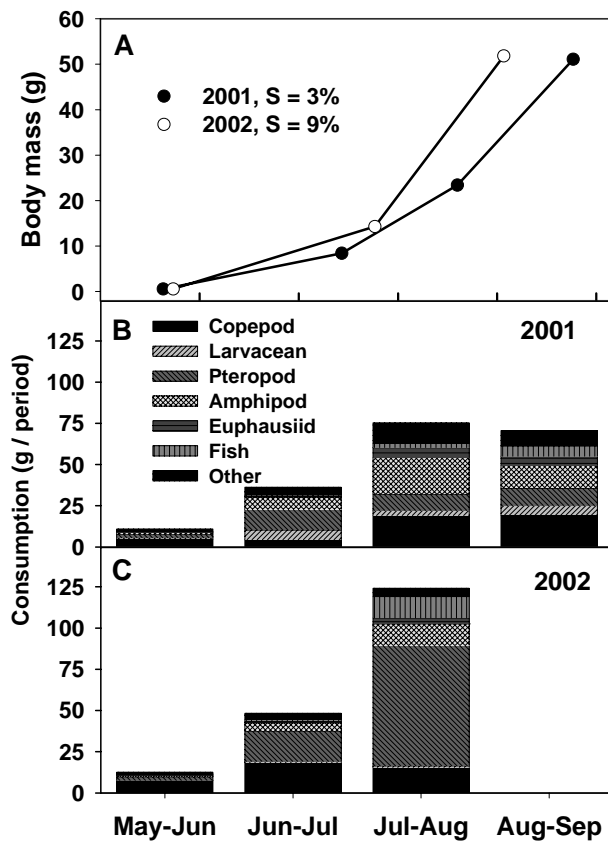 A
60
50
40
30
20
10
0
Body mass (g)
2001, S = 3%
2002, S = 9%
B
2001
Copepod
Larvacean
Pteropod
Amphipod
Euphausiid
Fish
Other
125
100
75
50
25
0
Consumption (g / period)
C
2002
125
100
75
50
25
0
May-Jun Jun-Jul Jul-Aug Aug-Sep